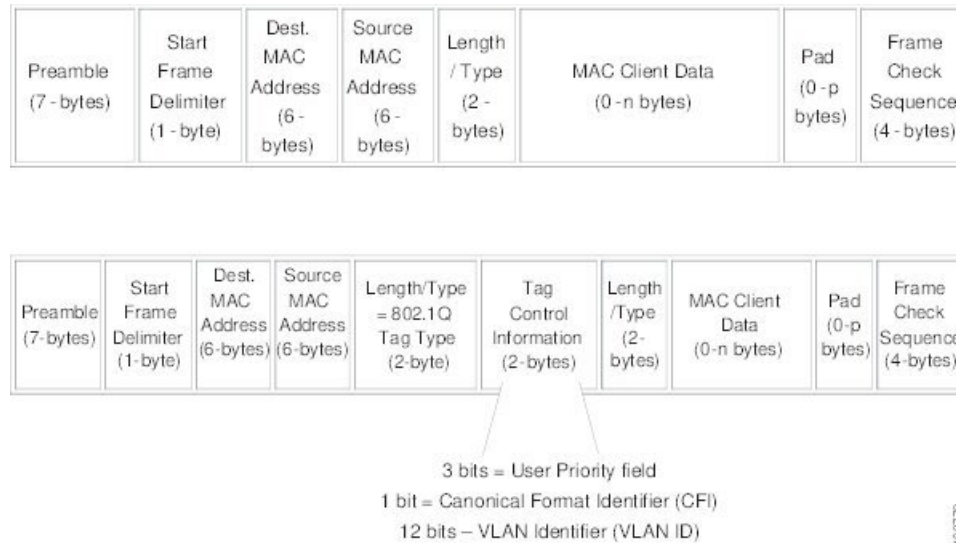 Preamble
(7-bytes)
Start
Frame
Delimiter
(1-byte)
Dest.
MAC
Address
(6-
bytes)
Source
MAC
Address
(6-
bytes)
Length
/ Type
(2-
bytes)
MAC Client Data
(0-n bytes)
Pad
(0-p
bytes)
Frame
Check
Sequence
(4-bytes)
Preamble
(7-bytes)
Start
Frame
Delimiter
(1-byte)
Dest.
MAC
Address
(6-bytes)
Source
MAC
Address
(6-bytes)
Length/Type
= 802.1Q
Tag Type
(2-byte)
Tag
Control
Information
(2-bytes)
Length
/Type
(2-
bytes)
MAC Client
Data
(0-n bytes)
Pad
(0-p
bytes)
Frame
Check
Sequence
(4-bytes)
3 bits = User Priority field
1 bit = Canonical Format Identifier (CFI)
12 bits – VLAN Identifier (VLAN ID)